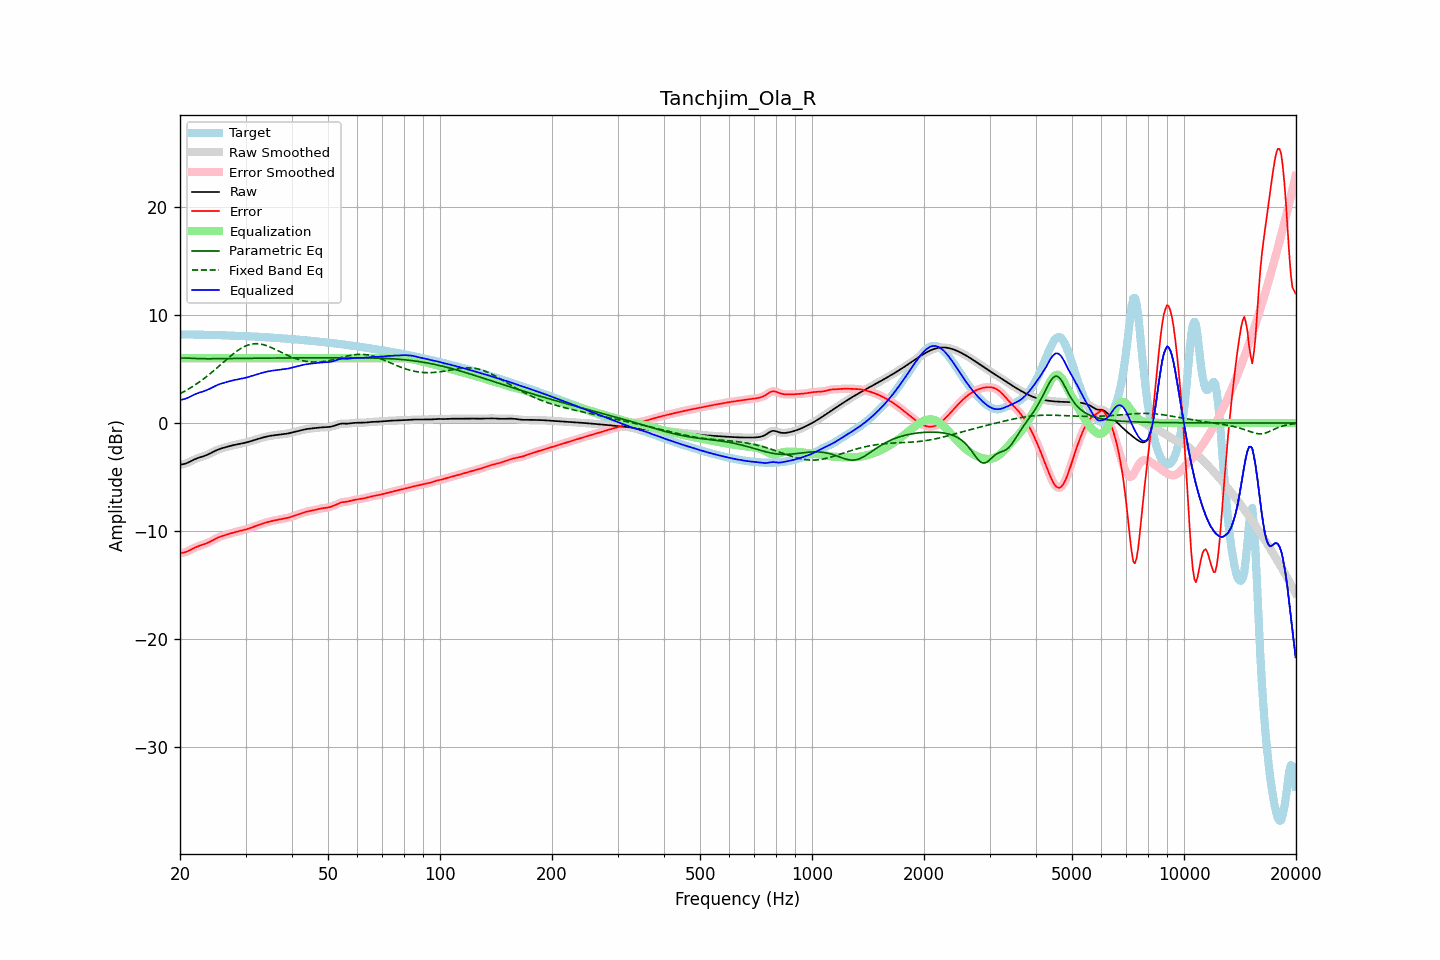 Tanchjim_Ola_R
Target
Raw Smoothed
Error Smoothed
Raw
Error
Equalization
Parametric Eq
Fixed Band Eq
Equalized
20
10
0
−10
−20
−30
Amplitude (dBr)
20 50 100 200 500 1000 2000 5000 10000 20000
Frequency (Hz)